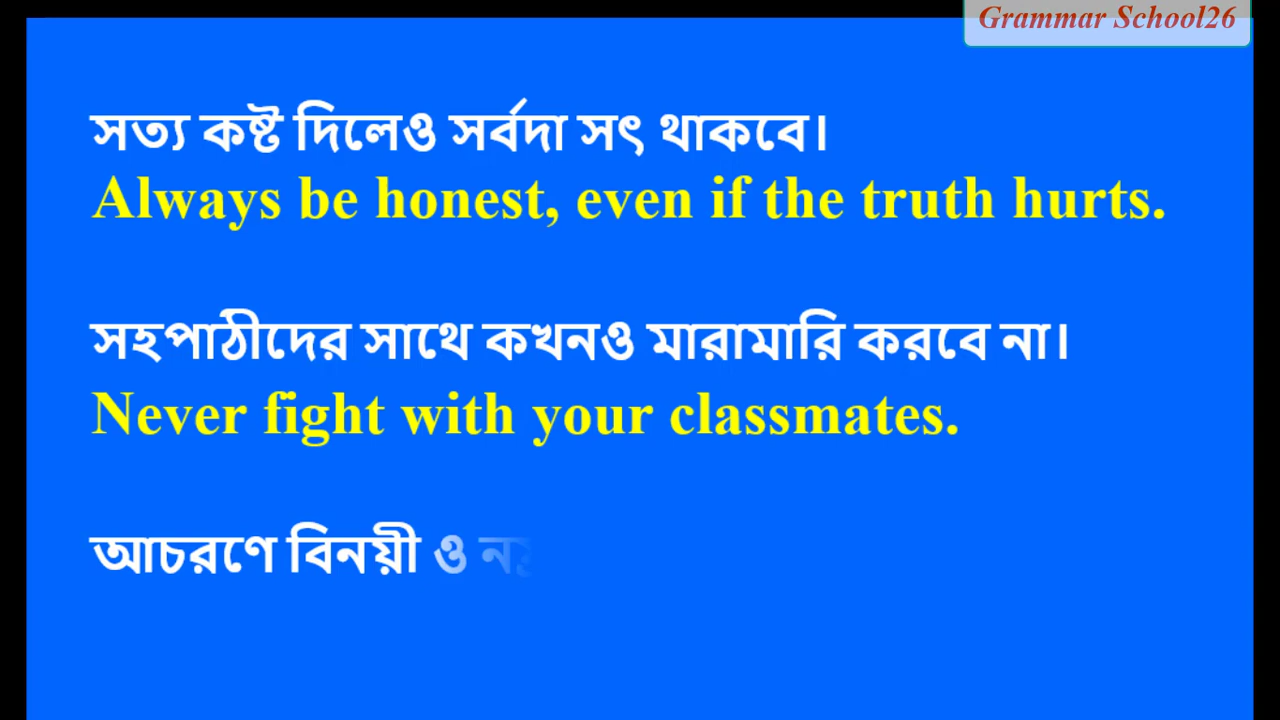 Grammar School26
সত্য কষ্ট দিলেও সর্বদা সৎ থাকবে।
Always be honest, even if the truth hurts.
সহপাঠীদের সাথে কখনও মারামারি করবে না।
Never fight with your classmates.
আচরণে বিনয়ী ও